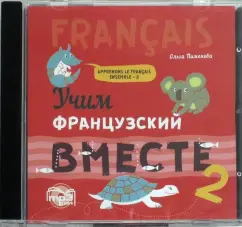 FRANÇAIS
Ольга Пименова
APPRENONS LE FRANÇAIS
ENSEMBLE - 2
Учим
ФРАНЦУЗСКИЙ
ВМЕСТЕ
2
mp3